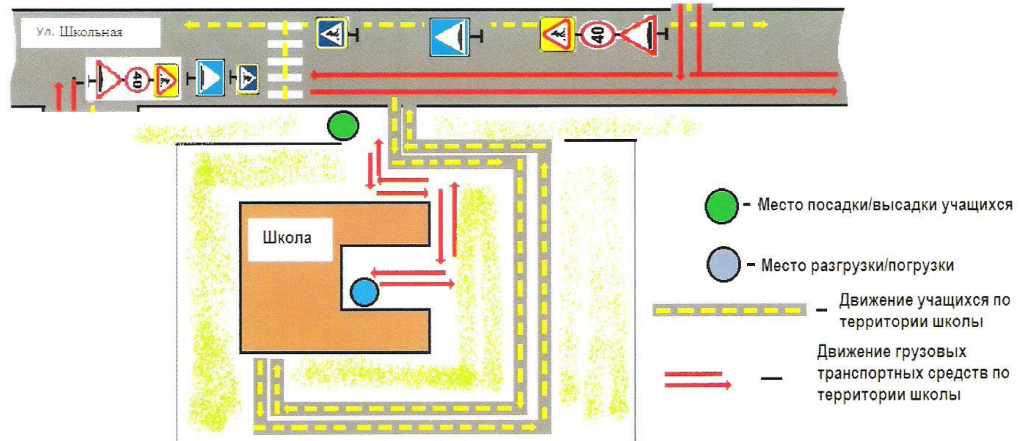 Ул. Школьная
40
40
Школа
- Место посадки/высадки учащихся
- Место разгрузки/погрузки
- Движение учащихся по
территории школы
Движение грузовых
- транспортных средств по
территории школы